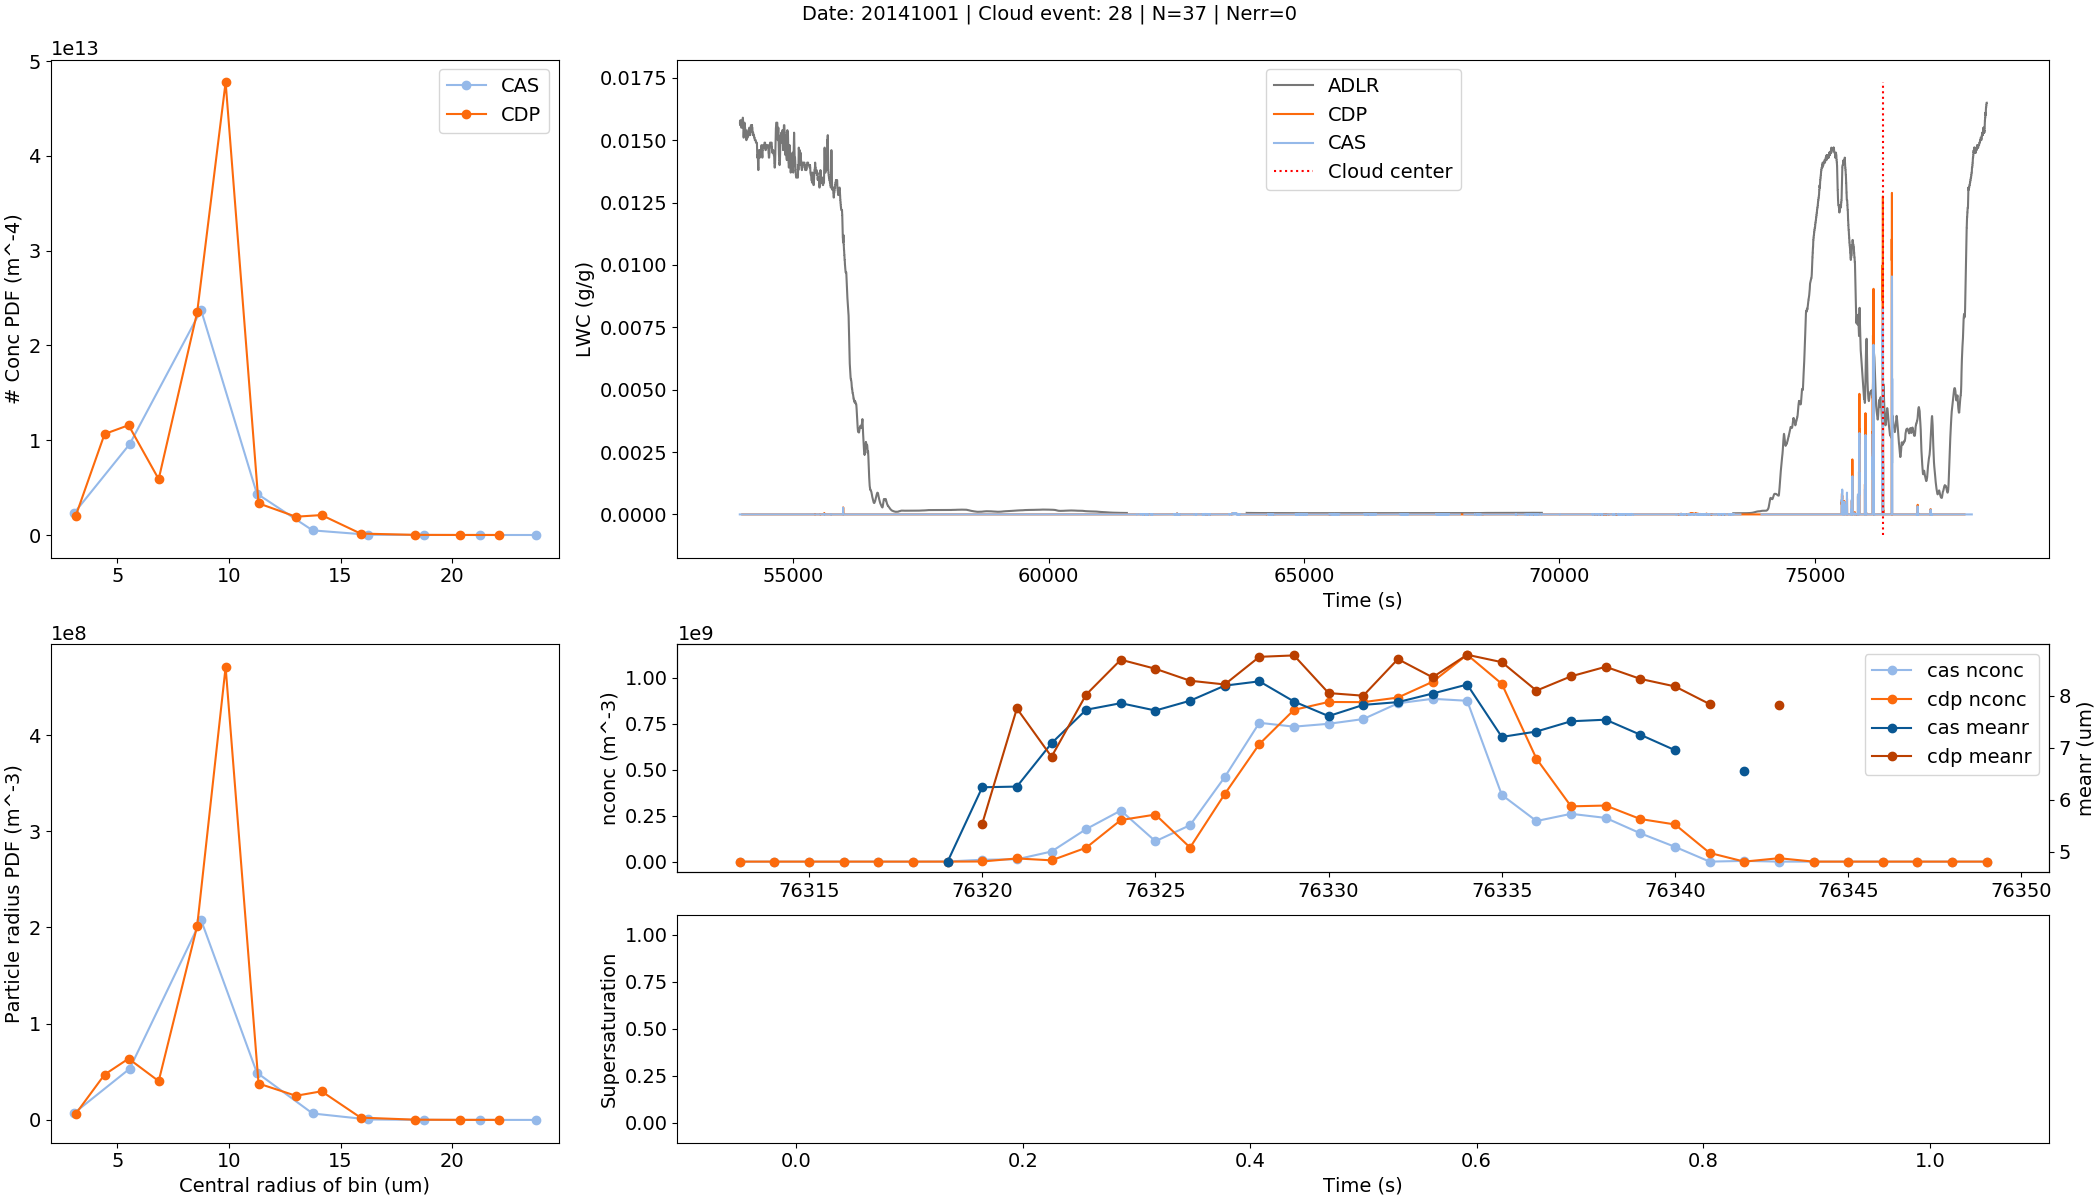 Date: 20141001 | Cloud event: 28 | N=37 | Nerr=0
1e13
5
4
3
2
1
0
# Conc PDF (m^-4)
5 10 15 20
CAS
CDP
0.0175
0.0150
0.0125
0.0100
0.0075
0.0050
0.0025
0.0000
LWC (g/g)
55000 60000 65000 70000 75000
Time (s)
ADLR
CDP
CAS
Cloud center
1e8
4
3
2
1
0
Particle radius PDF (m^-3)
5 10 15 20
Central radius of bin (um)
1e9
1.00
0.75
0.50
0.25
0.00
nconc (m^-3)
76315 76320 76325 76330 76335 76340 76345 76350
8
7
6
5
meanr (um)
cas nconc
cdp nconc
cas meanr
cdp meanr
1.00
0.75
0.50
0.25
0.00
Supersaturation
0.0 0.2 0.4 0.6 0.8 1.0
Time (s)